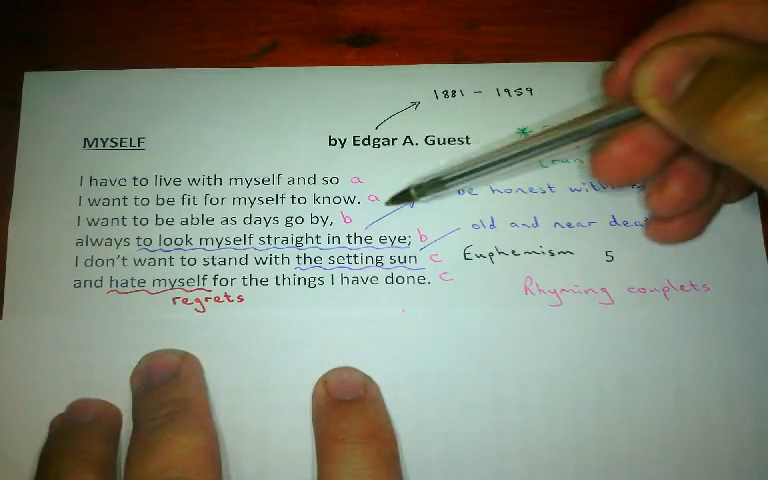 1881 - 1959
MYSELF
by Edgar A. Guest
I have to live with myself and so a
I want to be fit for myself to know. a
be honest with
I want to be able as days go by, b
old and near
always to look myself straight in the eye; b
I don't want to stand with the setting sun c
Euphemism 5
and hate myself for the things I have done. c
regrets
Rhyming couplets